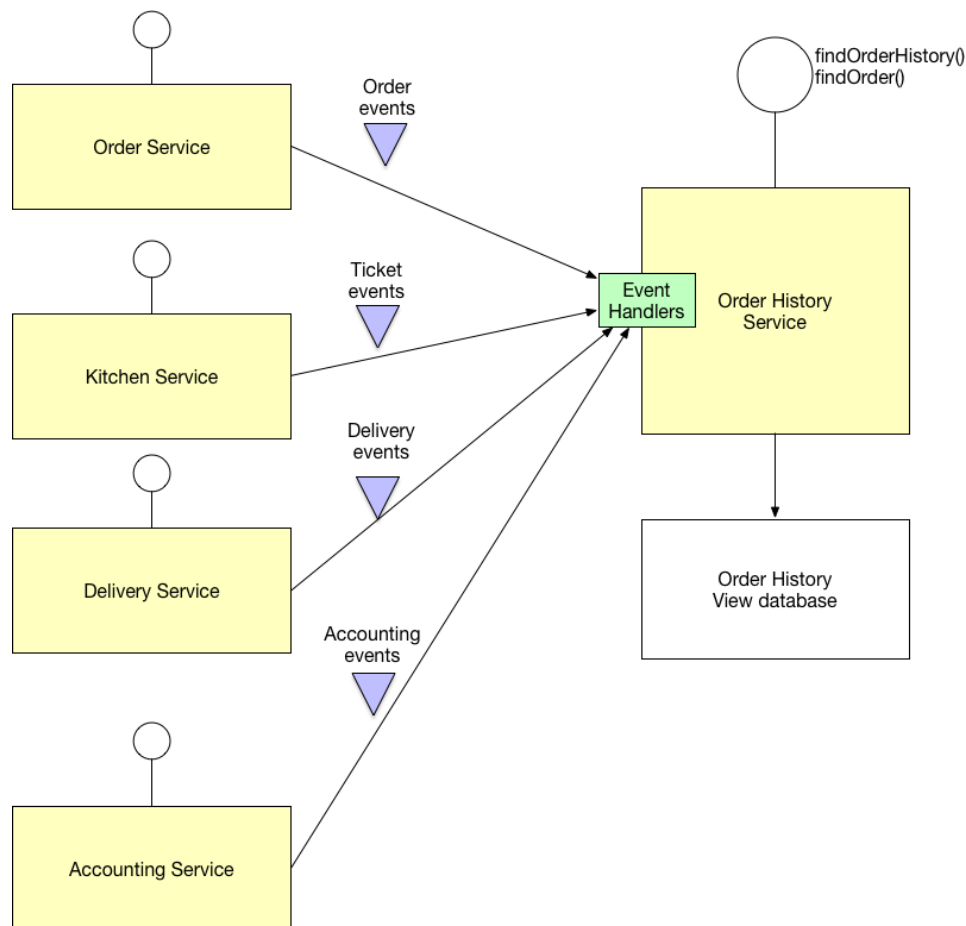 findOrderHistory()
findOrder()
Order
events
Order Service
Ticket
events
Event
Handlers
Order History
Service
Kitchen Service
Delivery
events
Delivery Service
Order History
View database
Accounting
events
Accounting Service